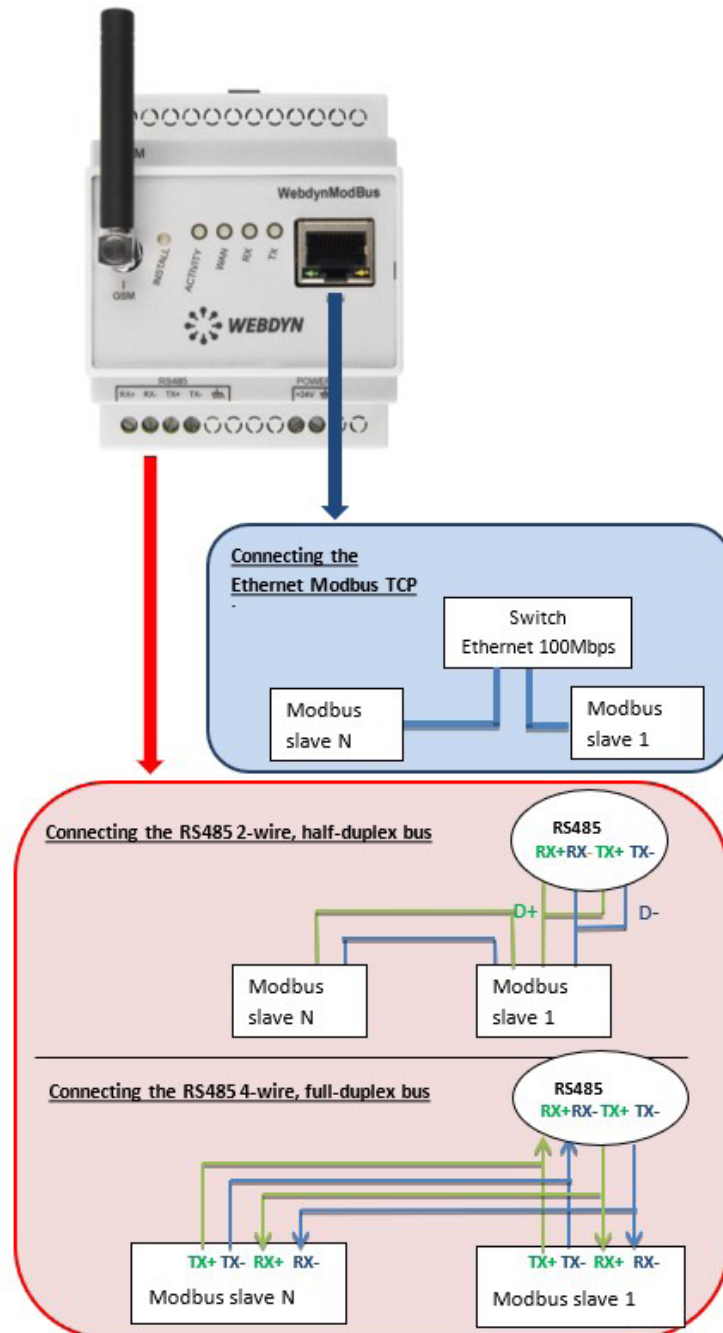 WebdynModBus
INSTALL
ACTIVITY
WAN
RX
TX
GSM
WEBDYN
RS485
POWER
RX+ RX- TX+ TX-
+24V
Connecting the
Ethernet Modbus TCP
Switch
Ethernet 100Mbps
Modbus
slave N
Modbus
slave 1
Connecting the RS485 2-wire, half-duplex bus
RS485
RX+ RX- TX+ TX-
D+
D-
Modbus
slave N
Modbus
slave 1
Connecting the RS485 4-wire, full-duplex bus
RS485
RX+ RX- TX+ TX-
TX+ TX- RX+ RX-
Modbus slave N
TX+ TX- RX+ RX-
Modbus slave 1